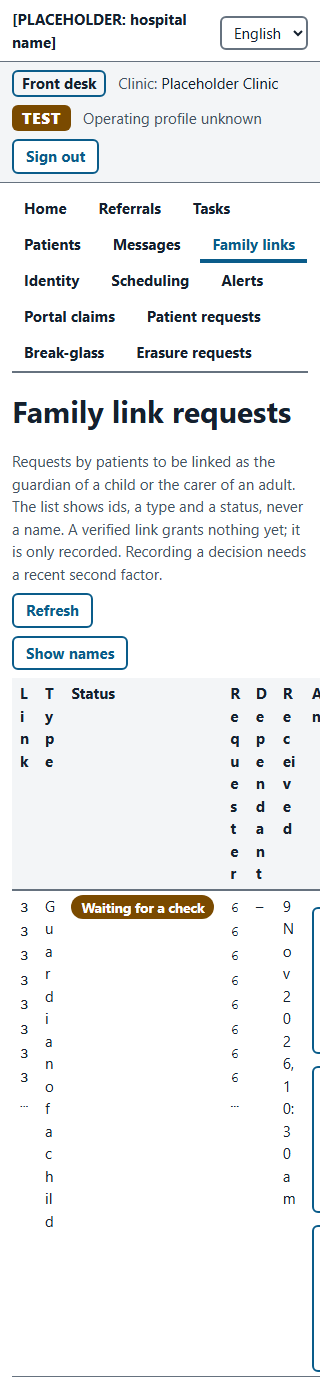 [PLACEHOLDER: hospital
name]
English
Front desk
Clinic: Placeholder Clinic
TEST
Operating profile unknown
Sign out
Home
Referrals
Tasks
Patients
Messages
Family links
Identity
Scheduling
Alerts
Portal claims
Patient requests
Break-glass
Erasure requests
Family link requests
Requests by patients to be linked as the
guardian of a child or the carer of an adult.
The list shows ids, a type and a status, never
a name. A verified link grants nothing yet; it
is only recorded. Recording a decision needs
a recent second factor.
Refresh
Show names
Link
Type
Status
Requester
Dependant
Received
33333333…
Guardian of a child
Waiting for a check
66666666…
–
9 Nov 2026, 10:30 am